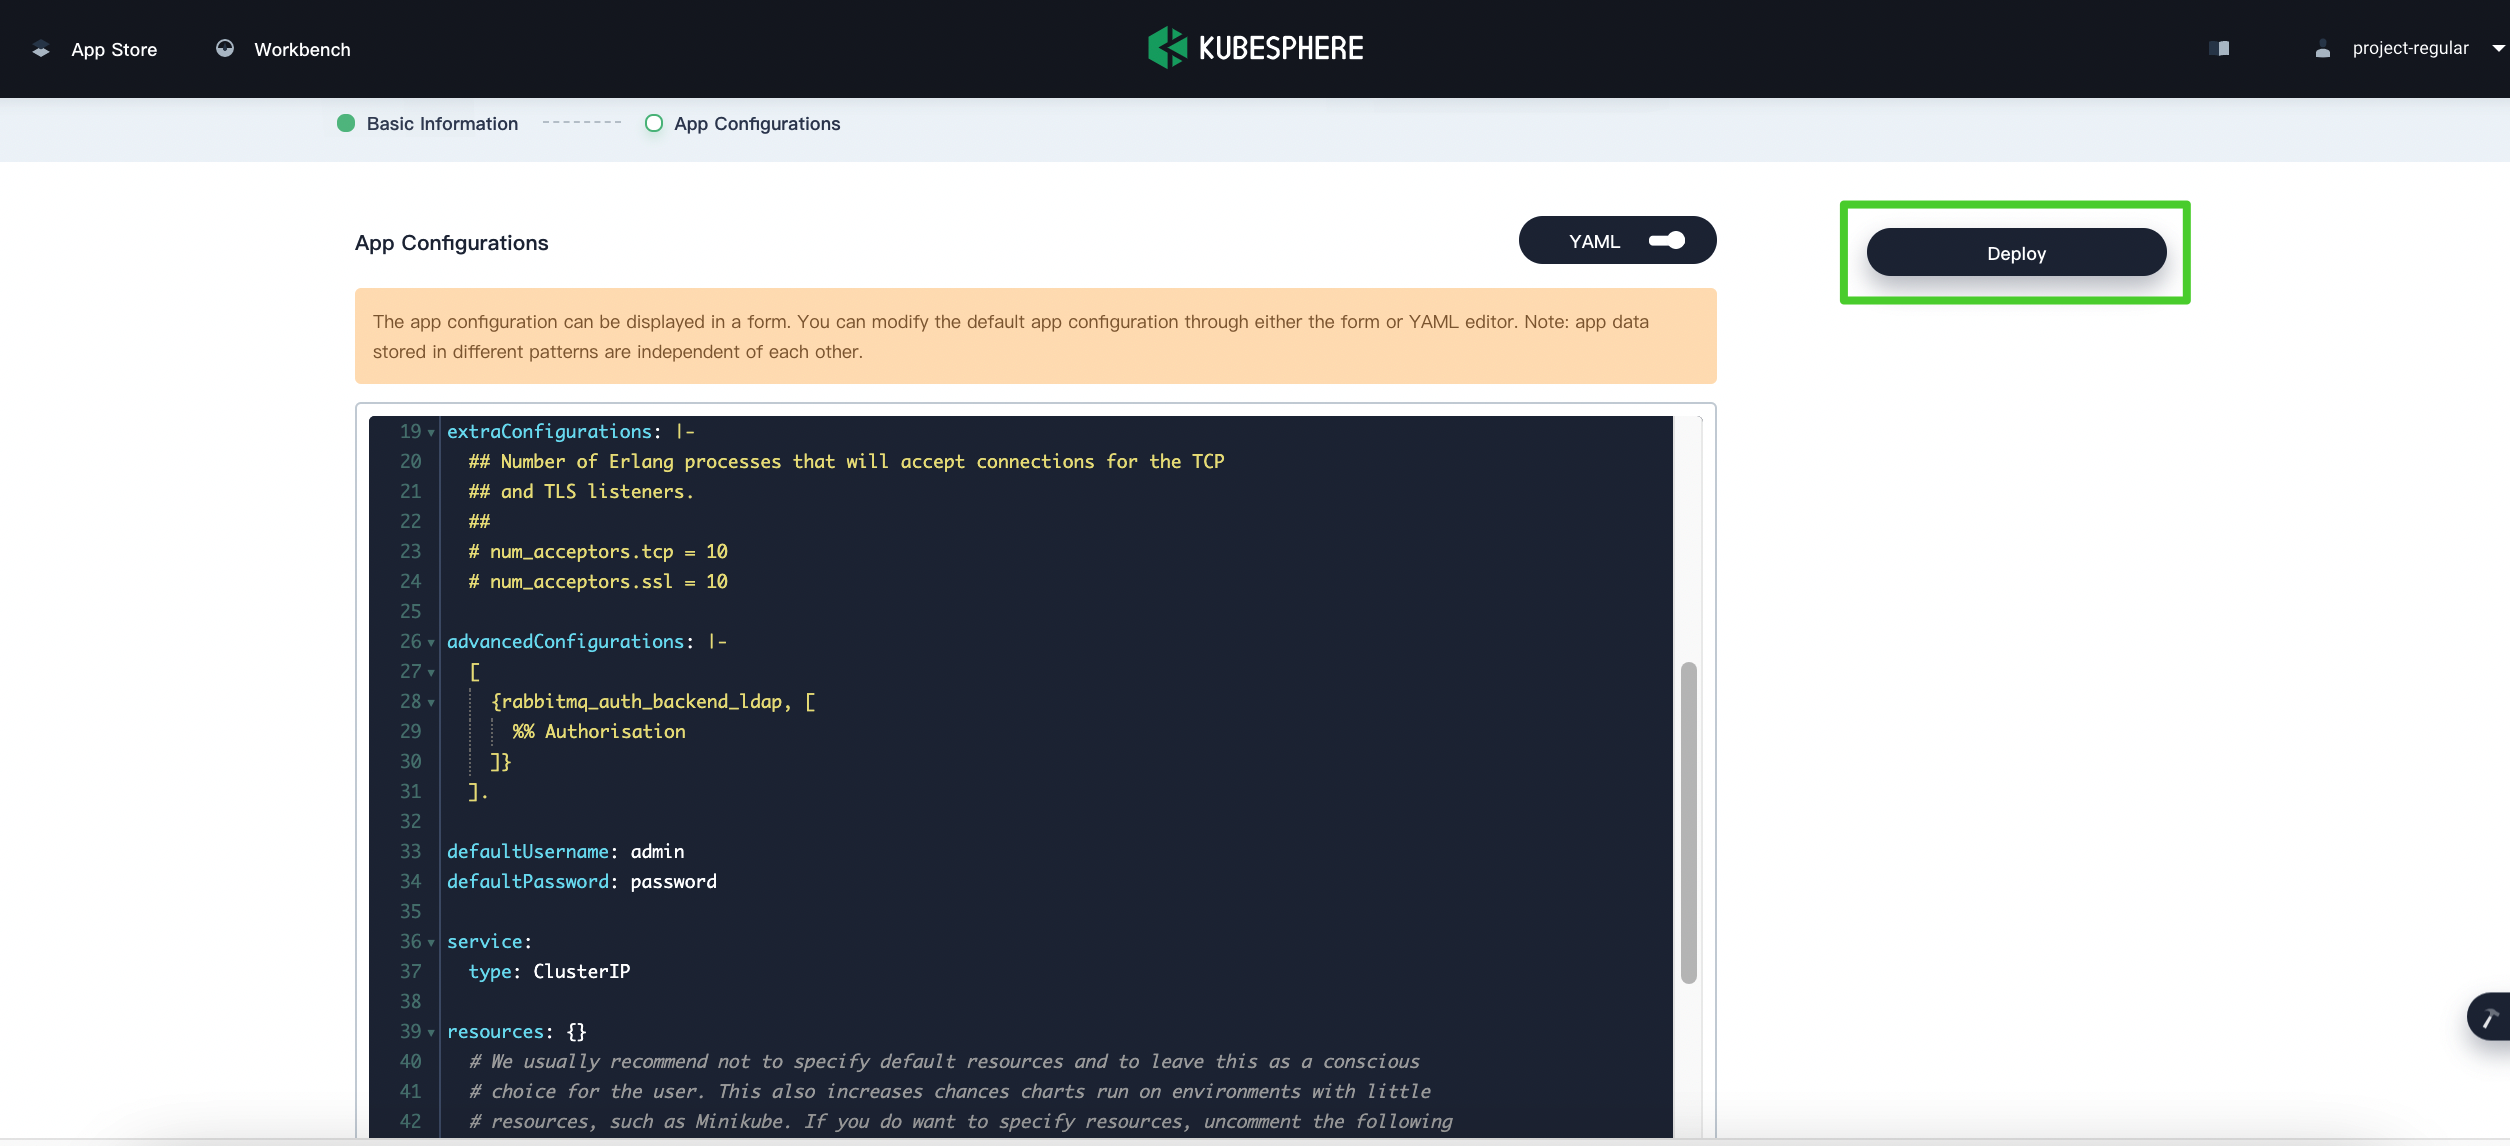 App Store
Workbench
KUBESPHERE
project-regular
Basic Information
App Configurations
App Configurations
YAML
Deploy
The app configuration can be displayed in a form. You can modify the default app configuration through either the form or YAML editor. Note: app data
stored in different patterns are independent of each other.
19 extraConfigurations: |-
20 ## Number of Erlang processes that will accept connections for the TCP
21 ## and TLS listeners.
22 ##
23 # num_acceptors.tcp = 10
24 # num_acceptors.ssl = 10
25
26 advancedConfigurations: |-
27 [
28 {rabbitmq_auth_backend_ldap, [
29 %% Authorisation
30 ]}
31 ].
32
33 defaultUsername: admin
34 defaultPassword: password
35
36 service:
37 type: ClusterIP
38
39 resources: {}
40 # We usually recommend not to specify default resources and to leave this as a conscious
41 # choice for the user. This also increases chances charts run on environments with little
42 # resources, such as Minikube. If you do want to specify resources, uncomment the following